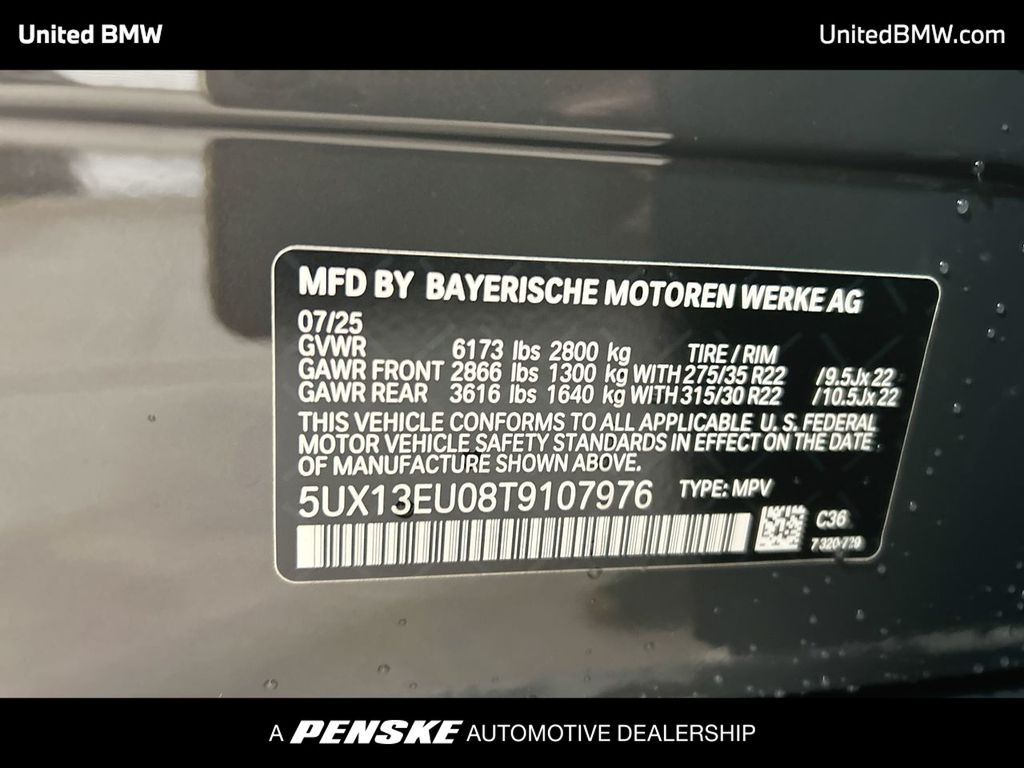 United BMW
UnitedBMW.com
MFD BY BAYERISCHE MOTOREN WERKE AG
07/25
GVWR 6173 lbs 2800 kg TIRE / RIM
GAWR FRONT 2866 lbs 1300 kg WITH 275/35 R22 /9.5Jx22
GAWR REAR 3616 lbs 1640 kg WITH 315/30 R22 /10.5Jx22
THIS VEHICLE CONFORMS TO ALL APPLICABLE U. S. FEDERAL
MOTOR VEHICLE SAFETY STANDARDS IN EFFECT ON THE DATE
OF MANUFACTURE SHOWN ABOVE.
5UX13EU08T9107976 TYPE: MPV
C36
A PENSKE AUTOMOTIVE DEALERSHIP